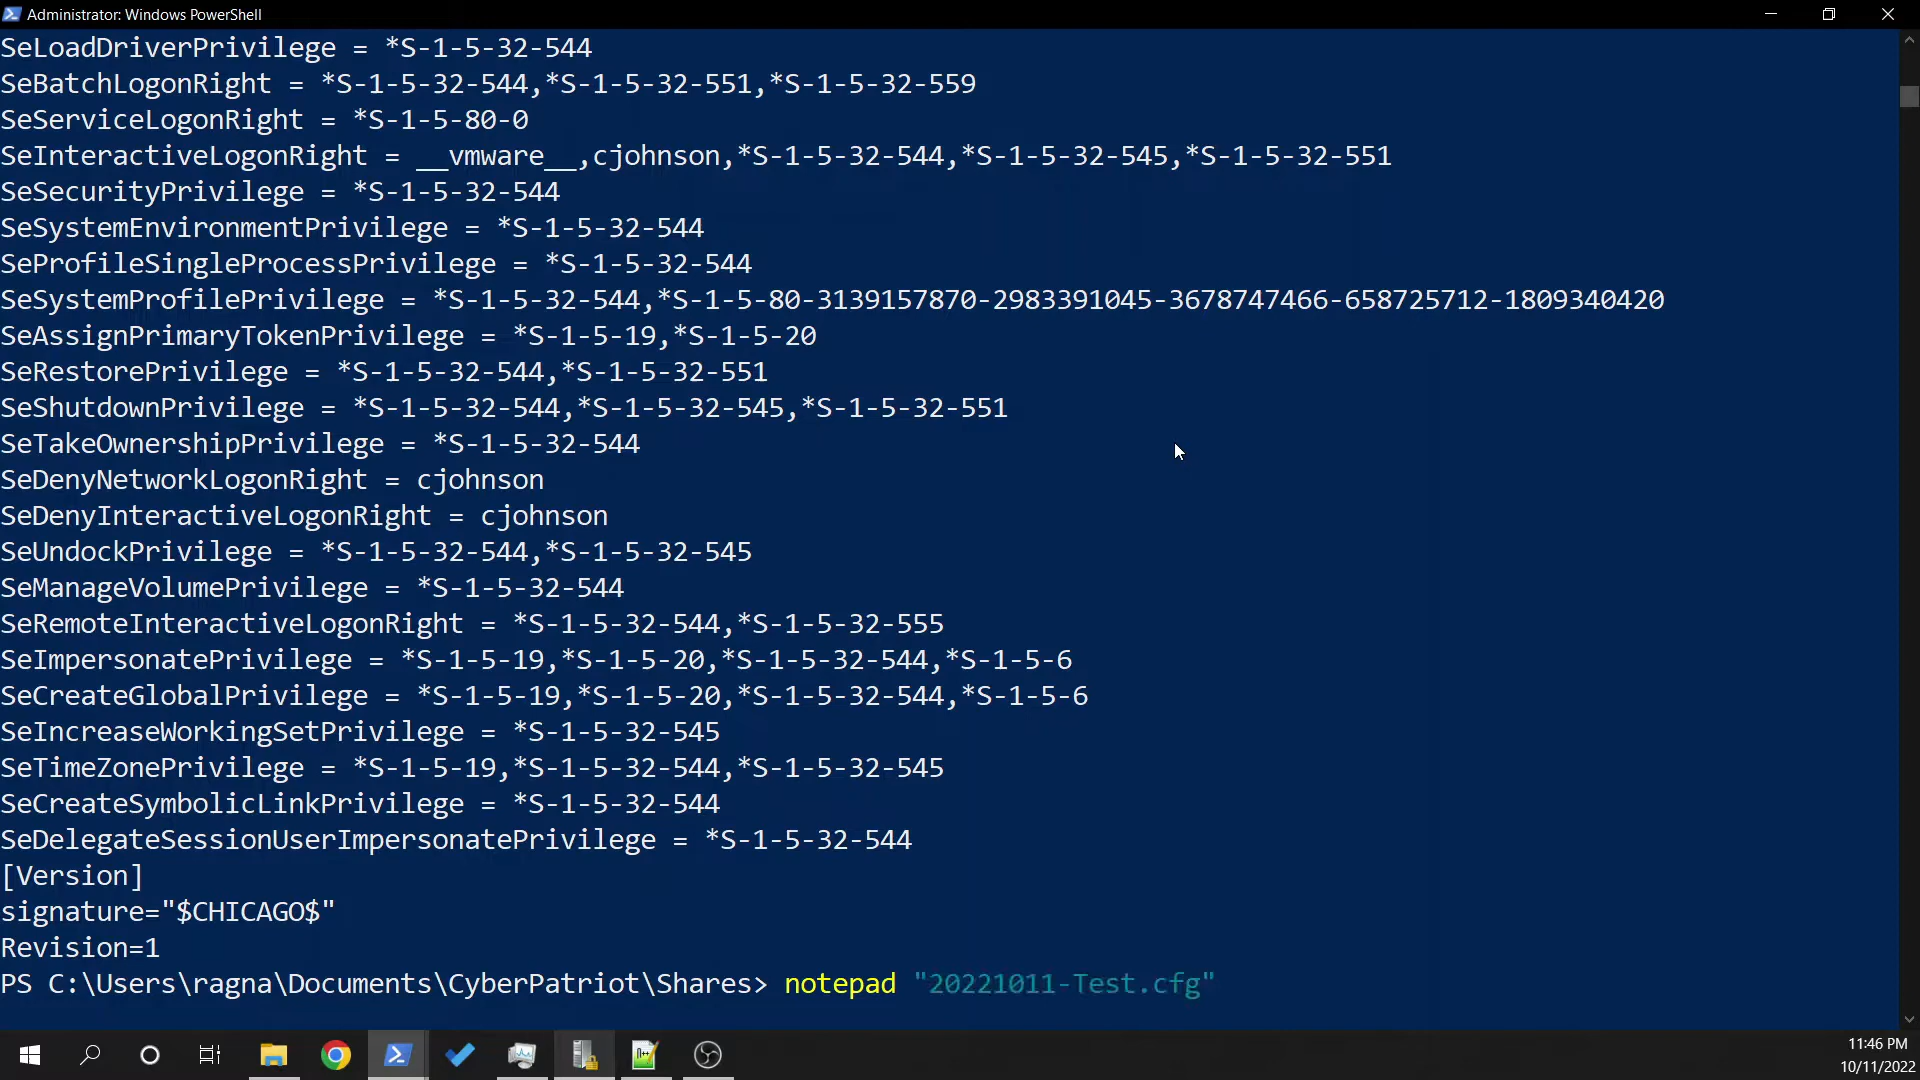 Administrator: Windows PowerShell
SeLoadDriverPrivilege = *S-1-5-32-544
SeBatchLogonRight = *S-1-5-32-544,*S-1-5-32-551,*S-1-5-32-559
SeServiceLogonRight = *S-1-5-80-0
SeInteractiveLogonRight = __vmware__,cjohnson,*S-1-5-32-544,*S-1-5-32-545,*S-1-5-32-551
SeSecurityPrivilege = *S-1-5-32-544
SeSystemEnvironmentPrivilege = *S-1-5-32-544
SeProfileSingleProcessPrivilege = *S-1-5-32-544
SeSystemProfilePrivilege = *S-1-5-32-544,*S-1-5-80-3139157870-2983391045-3678747466-658725712-1809340420
SeAssignPrimaryTokenPrivilege = *S-1-5-19,*S-1-5-20
SeRestorePrivilege = *S-1-5-32-544,*S-1-5-32-551
SeShutdownPrivilege = *S-1-5-32-544,*S-1-5-32-545,*S-1-5-32-551
SeTakeOwnershipPrivilege = *S-1-5-32-544
SeDenyNetworkLogonRight = cjohnson
SeDenyInteractiveLogonRight = cjohnson
SeUndockPrivilege = *S-1-5-32-544,*S-1-5-32-545
SeManageVolumePrivilege = *S-1-5-32-544
SeRemoteInteractiveLogonRight = *S-1-5-32-544,*S-1-5-32-555
SeImpersonatePrivilege = *S-1-5-19,*S-1-5-20,*S-1-5-32-544,*S-1-5-6
SeCreateGlobalPrivilege = *S-1-5-19,*S-1-5-20,*S-1-5-32-544,*S-1-5-6
SeIncreaseWorkingSetPrivilege = *S-1-5-32-545
SeTimeZonePrivilege = *S-1-5-19,*S-1-5-32-544,*S-1-5-32-545
SeCreateSymbolicLinkPrivilege = *S-1-5-32-544
SeDelegateSessionUserImpersonatePrivilege = *S-1-5-32-544
[Version]
signature="$CHICAGO$"
Revision=1
PS C:\Users\ragna\Documents\CyberPatriot\Shares> notepad "20221011-Test.cfg"
11:46 PM
10/11/2022